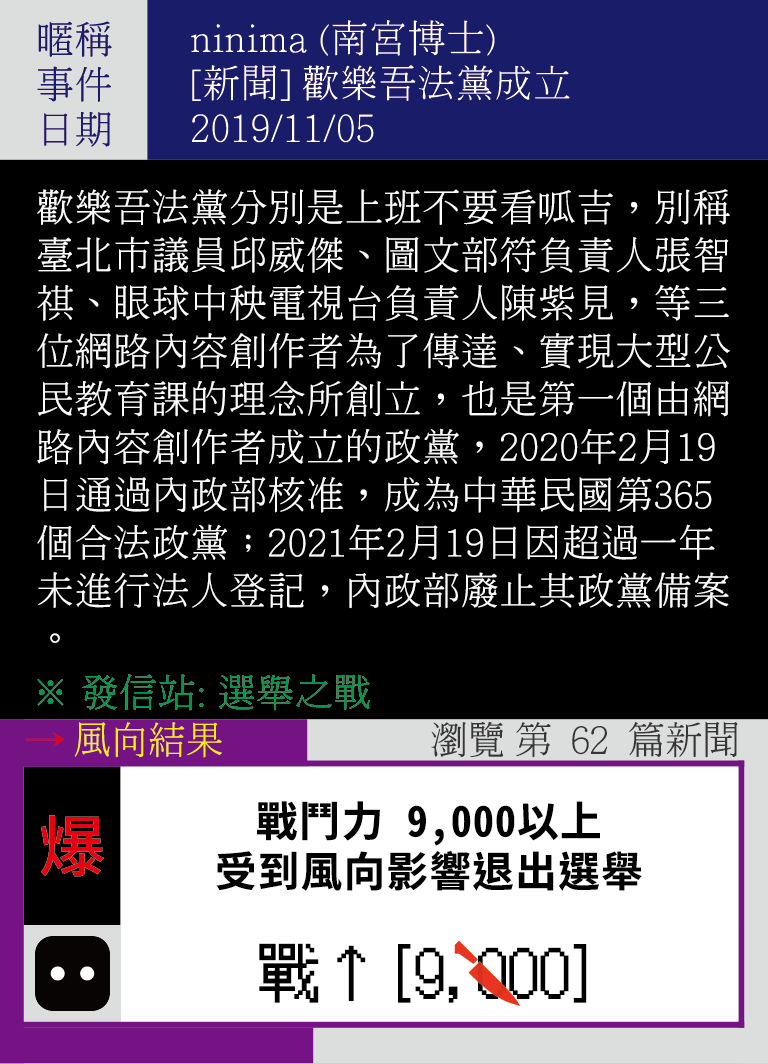 暱稱 ninima (南宮博士)
事件 [新聞] 歡樂吾法黨成立
日期 2019/11/05
歡樂吾法黨分別是上班不要看呱吉，別稱
臺北市議員邱威傑、圖文部符負責人張智
祺、眼球中秧電視台負責人陳紫見，等三
位網路內容創作者為了傳達、實現大型公
民教育課的理念所創立，也是第一個由網
路內容創作者成立的政黨，2020年2月19
日通過內政部核准，成為中華民國第365
個合法政黨；2021年2月19日因超過一年
未進行法人登記，內政部廢止其政黨備案
。
※ 發信站: 選舉之戰
→ 風向結果
瀏覽 第 62 篇新聞
爆
戰鬥力 9,000以上
受到風向影響退出選舉
戰↑[9,000]